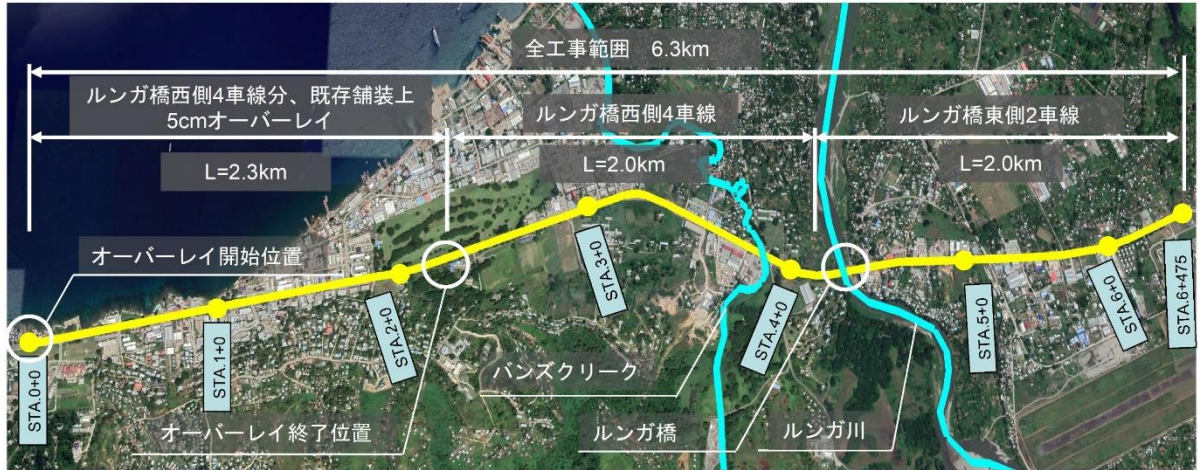 全工事範囲　6.3km
ルンガ橋西側4車線分、既存舗装上
5cmオーバーレイ
ルンガ橋西側4車線
ルンガ橋東側2車線
L=2.3km
L=2.0km
L=2.0km
オーバーレイ開始位置
STA.0+0
STA.1+0
STA.2+0
STA.3+0
STA.4+0
STA.5+0
STA.6+0
STA.6+475
オーバーレイ終了位置
バンズクリーク
ルンガ橋
ルンガ川